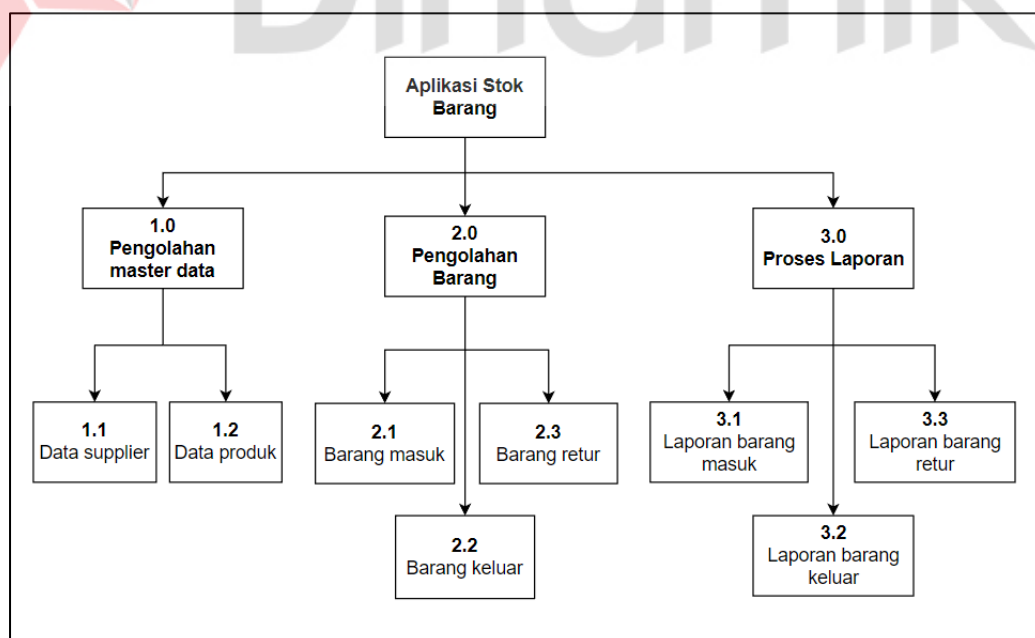 Dinamik
Aplikasi Stok
Barang
1.0
Pengolahan
master data
2.0
Pengolahan
Barang
3.0
Proses Laporan
1.1
Data supplier
1.2
Data produk
2.1
Barang masuk
2.3
Barang retur
2.2
Barang keluar
3.1
Laporan barang
masuk
3.3
Laporan barang
retur
3.2
Laporan barang
keluar